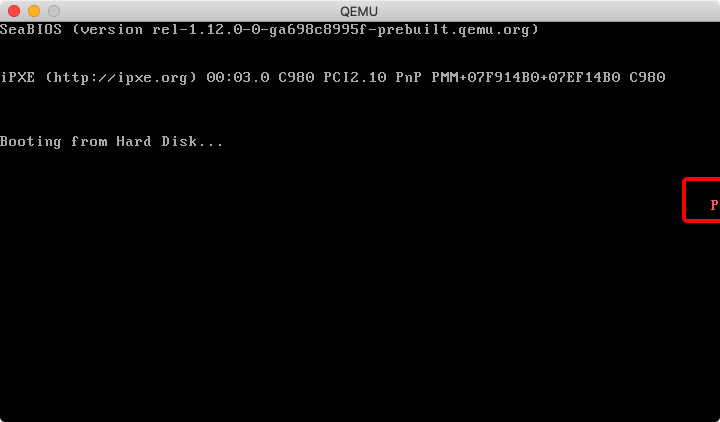 QEMU
SeaBIOS (version rel-1.12.0-0-ga698c8995f-prebuilt.qemu.org)
iPXE (http://ipxe.org) 00:03.0 C980 PCI2.10 PnP PMM+07F914B0+07EF14B0 C980
Booting from Hard Disk...
P